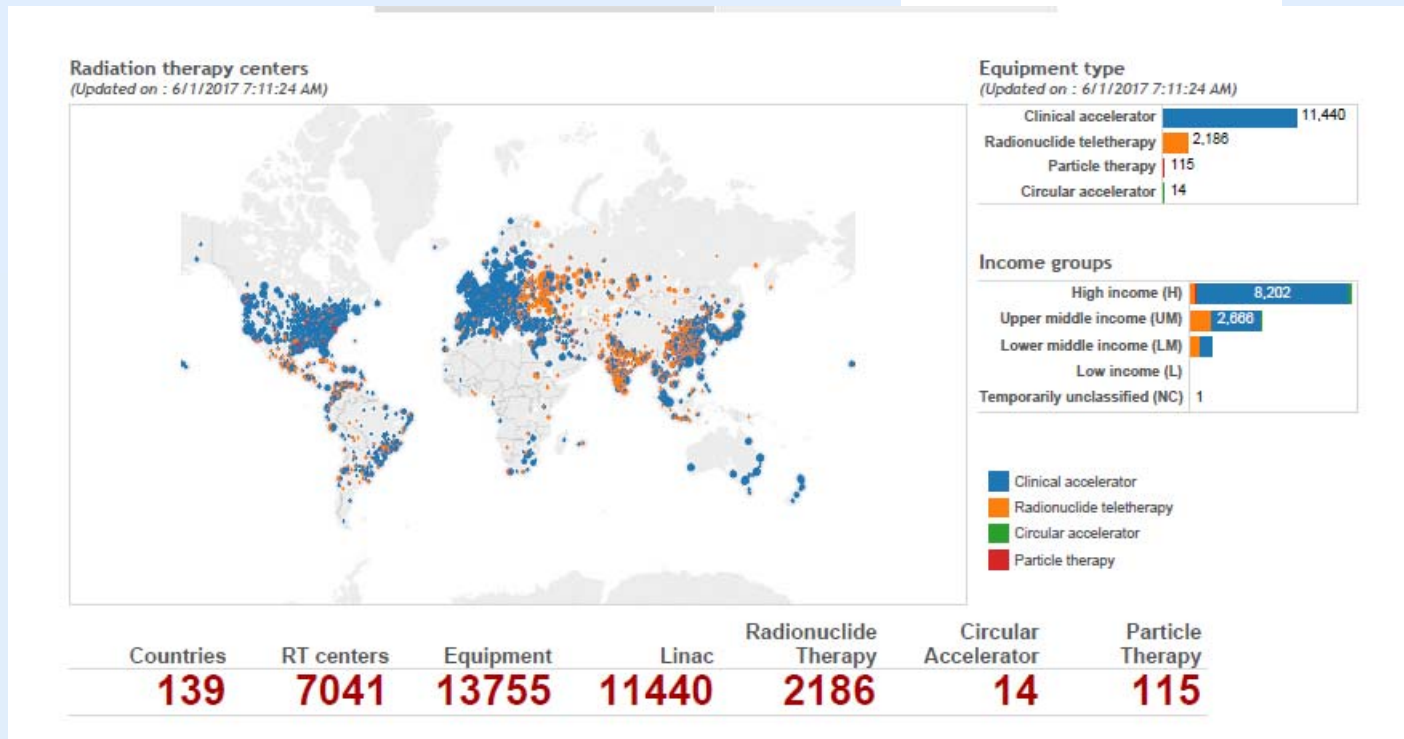 Radiation therapy centers
(Updated on : 6/1/2017 7:11:24 AM)
Equipment type
(Updated on : 6/1/2017 7:11:24 AM)
Clinical accelerator 11,440
Radionuclide teletherapy 2,186
Particle therapy 115
Circular accelerator 14
Income groups
High income (H) 8,202
Upper middle income (UM) 2,666
Lower middle income (LM)
Low income (L)
Temporarily unclassified (NC) 1
Clinical accelerator
Radionuclide teletherapy
Circular accelerator
Particle therapy
Countries RT centers Equipment Linac Radionuclide Therapy Circular Accelerator Particle Therapy
139 7041 13755 11440 2186 14 115